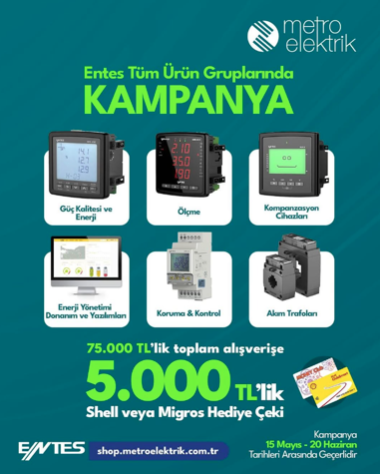 metro
elektrik
Entes Tüm Ürün Gruplarında
KAMPANYA
Güç Kalitesi ve
Enerji
Ölçme
Kompanzasyon
Cihazları
Enerji Yönetimi
Donanım ve Yazılımları
Koruma & Kontrol
Akım Trafoları
75.000 TL'lik toplam alışverişe
5.000 TL'lik
Shell veya Migros Hediye Çeki
Kampanya
15 Mayıs - 20 Haziran
Tarihleri Arasında Geçerlidir
ENTES
shop.metroelektrik.com.tr